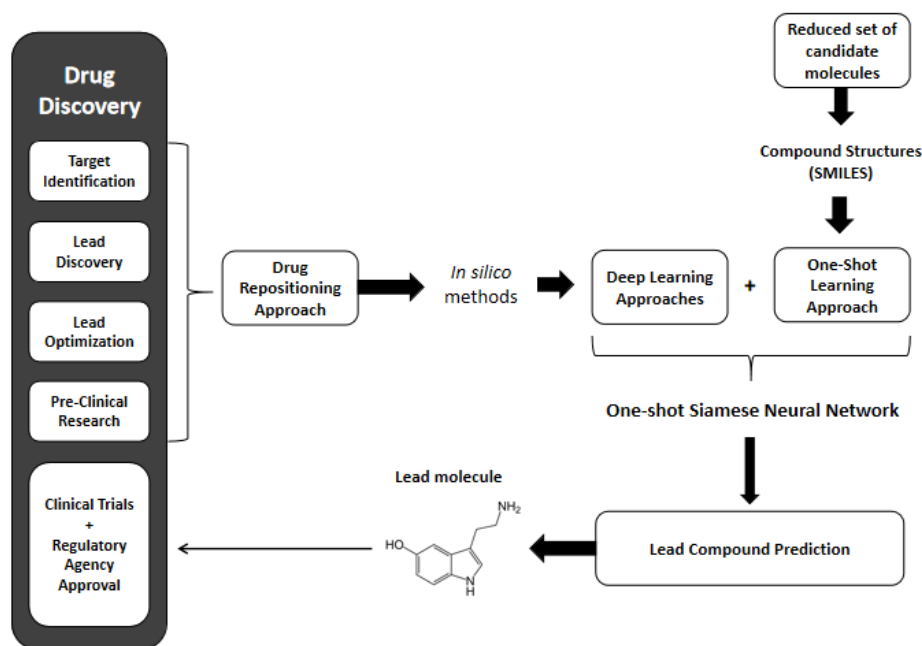 Drug
Discovery
Target
Identification
Lead
Discovery
Lead
Optimization
Pre-Clinical
Research
Clinical Trials
+
Regulatory
Agency
Approval
Drug
Repositioning
Approach
In silico
methods
Deep Learning
Approaches
+
One-Shot
Learning
Approach
Reduced set of
candidate
molecules
Compound Structures
(SMILES)
One-shot Siamese Neural Network
Lead Compound Prediction
Lead molecule
NH₂
HO
N
H